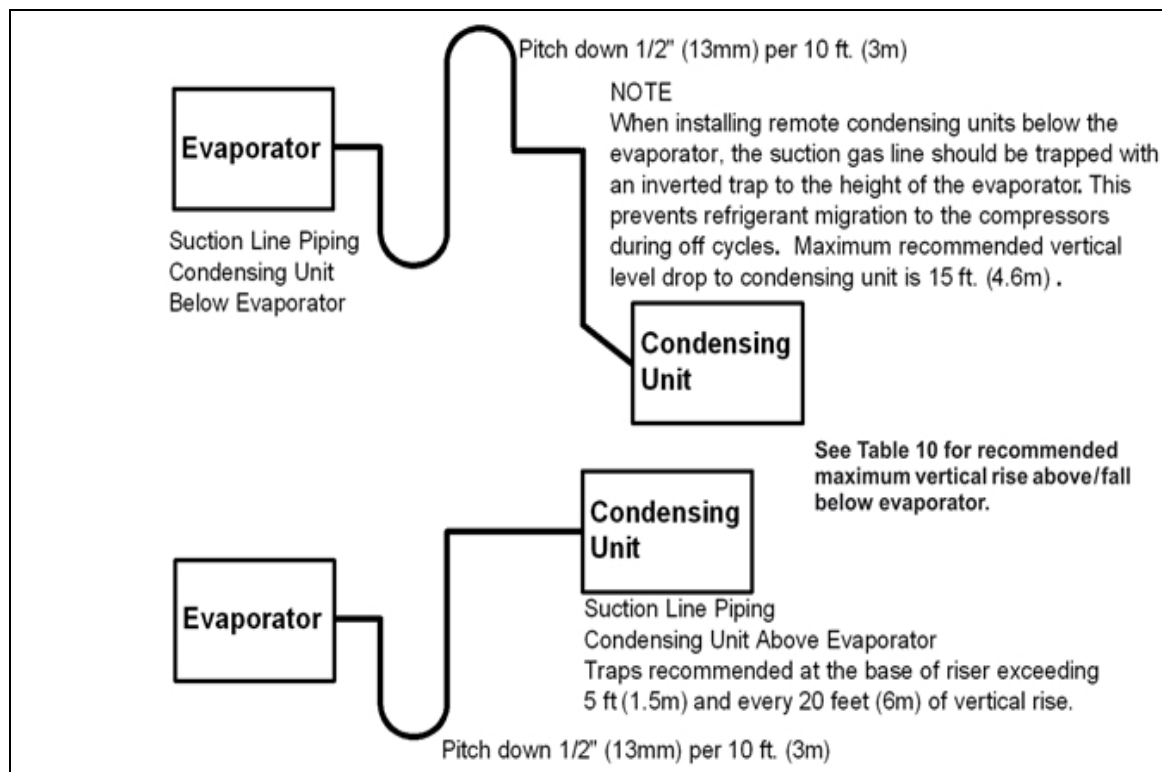 Pitch down 1/2" (13mm) per 10 ft. (3m)
NOTE
When installing remote condensing units below the
evaporator, the suction gas line should be trapped with
an inverted trap to the height of the evaporator. This
prevents refrigerant migration to the compressors
during off cycles. Maximum recommended vertical
level drop to condensing unit is 15 ft. (4.6m) .
Evaporator
Suction Line Piping
Condensing Unit
Below Evaporator
Condensing
Unit
See Table 10 for recommended
maximum vertical rise above/fall
below evaporator.
Condensing
Unit
Evaporator
Suction Line Piping
Condensing Unit Above Evaporator
Traps recommended at the base of riser exceeding
5 ft (1.5m) and every 20 feet (6m) of vertical rise.
Pitch down 1/2" (13mm) per 10 ft. (3m)